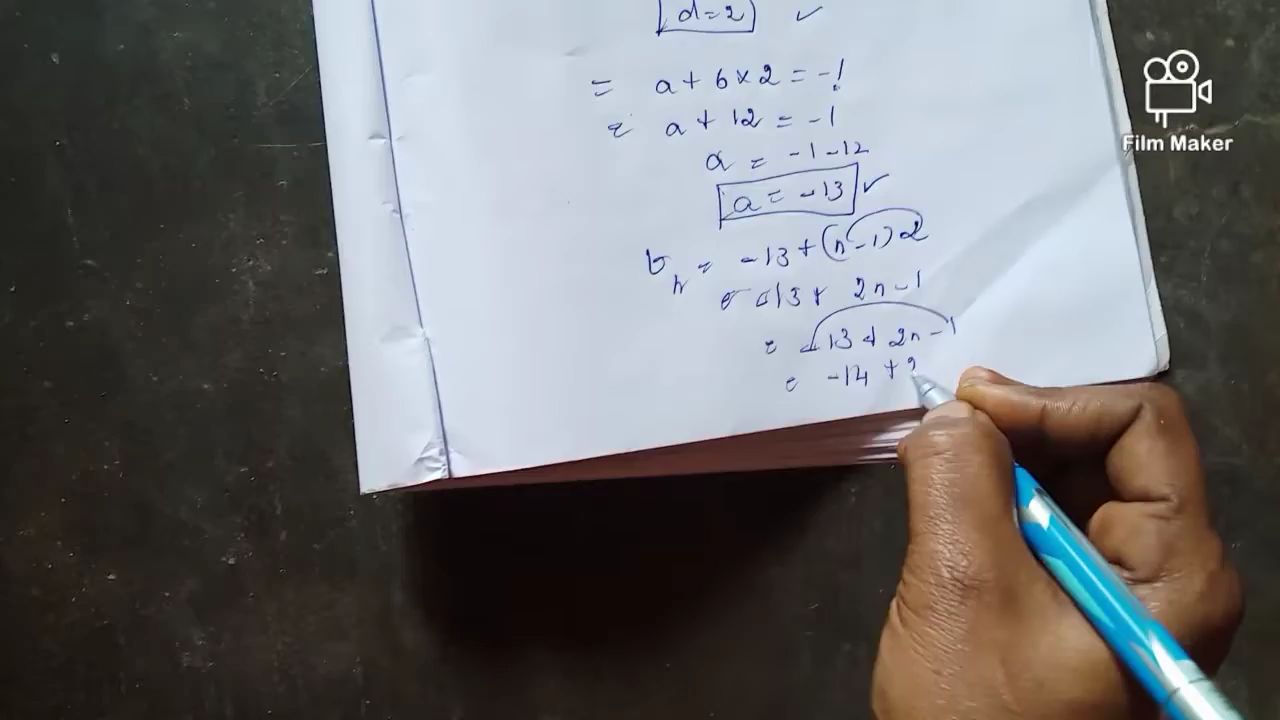 d=2 ✓
= a + 6 × 2 = -1
= a + 12 = -1
a = -1-12
a = -13 ✓
tn = -13 + (n-1) 2
= -13 + 2n - 1
= -13 + 2n - 1
= -14 + 2
Film Maker